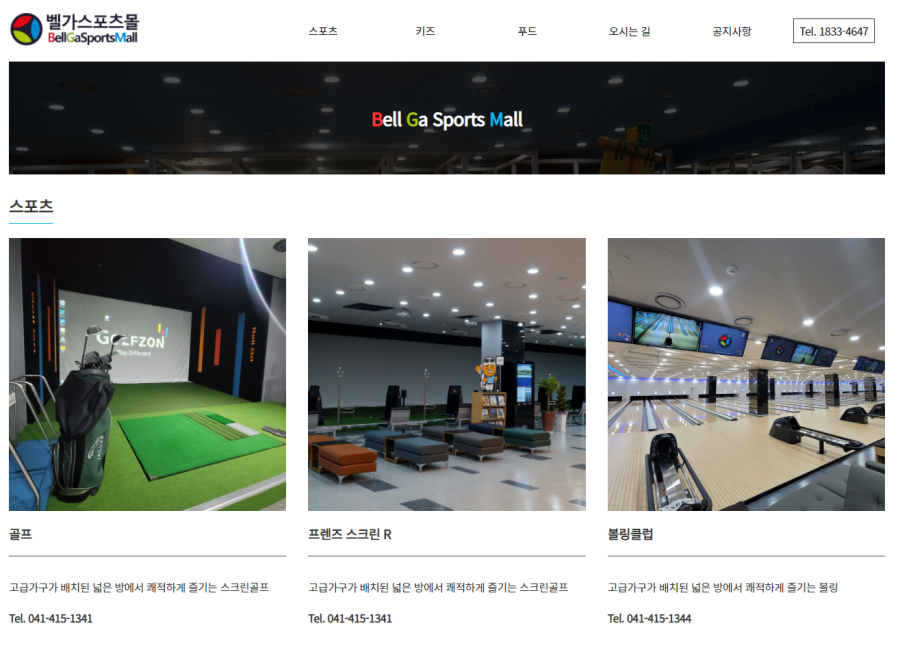 벨가스포츠몰
BellGaSportsMall
스포츠
키즈
푸드
오시는 길
공지사항
Tel. 1833-4647
Bell Ga Sports Mall
스포츠
GOLFZON
Play Different
골프
프렌즈 스크린 R
볼링클럽
고급가구가 배치된 넓은 방에서 쾌적하게 즐기는 스크린골프
고급가구가 배치된 넓은 방에서 쾌적하게 즐기는 스크린골프
고급가구가 배치된 넓은 방에서 쾌적하게 즐기는 볼링
Tel. 041-415-1341
Tel. 041-415-1341
Tel. 041-415-1344